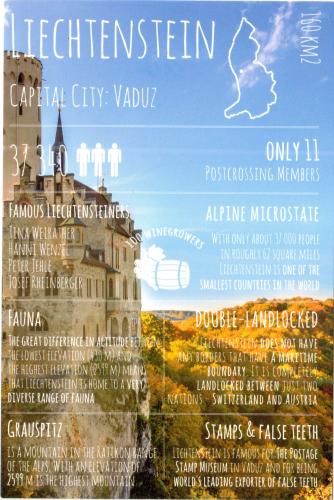 LIECHTENSTEIN
160 KM2
CAPITAL CITY: VADUZ
37 340
ONLY 11
POSTCROSSING MEMBERS
FAMOUS LIECHTENSTEINERS
TINA WEIRATHER
HANNI WENZEL
PETER JEHLE
JOSEF RHEINBERGER
100 WINEGROWERS
ALPINE MICROSTATE
WITH ONLY ABOUT 37 000 PEOPLE
IN ROUGHLY 62 SQUARE MILES
LIECHTENSTEIN IS ONE OF THE
SMALLEST COUNTRIES IN THE WORLD
FAUNA
THE GREAT DIFFERENCE IN ALTITUDE BETWEEN
THE LOWEST ELEVATION (430 M) AND
THE HIGHEST ELEVATION (2599 M) MEANS
THAT LIECHTENSTEIN IS HOME TO A VERY
DIVERSE RANGE OF FAUNA
DOUBLE-LANDLOCKED
LIECHTENSTEIN DOES NOT HAVE
ANY BORDERS THAT HAVE A MARITIME
BOUNDARY. IT IS COMPLETELY
LANDLOCKED BETWEEN JUST TWO
NATIONS - SWITZERLAND AND AUSTRIA
GRAUSPITZ
IS A MOUNTAIN IN THE RÄTIKON RANGE
OF THE ALPS. WITH AN ELEVATION OF
2599 M IS THE HIGHEST MOUNTAIN
STAMPS & FALSE TEETH
LIECHTENSTEIN IS FAMOUS FOR THE POSTAGE
STAMP MUSEUM IN VADUZ AND FOR BEING
WORLD'S LEADING EXPORTER OF FALSE TEETH